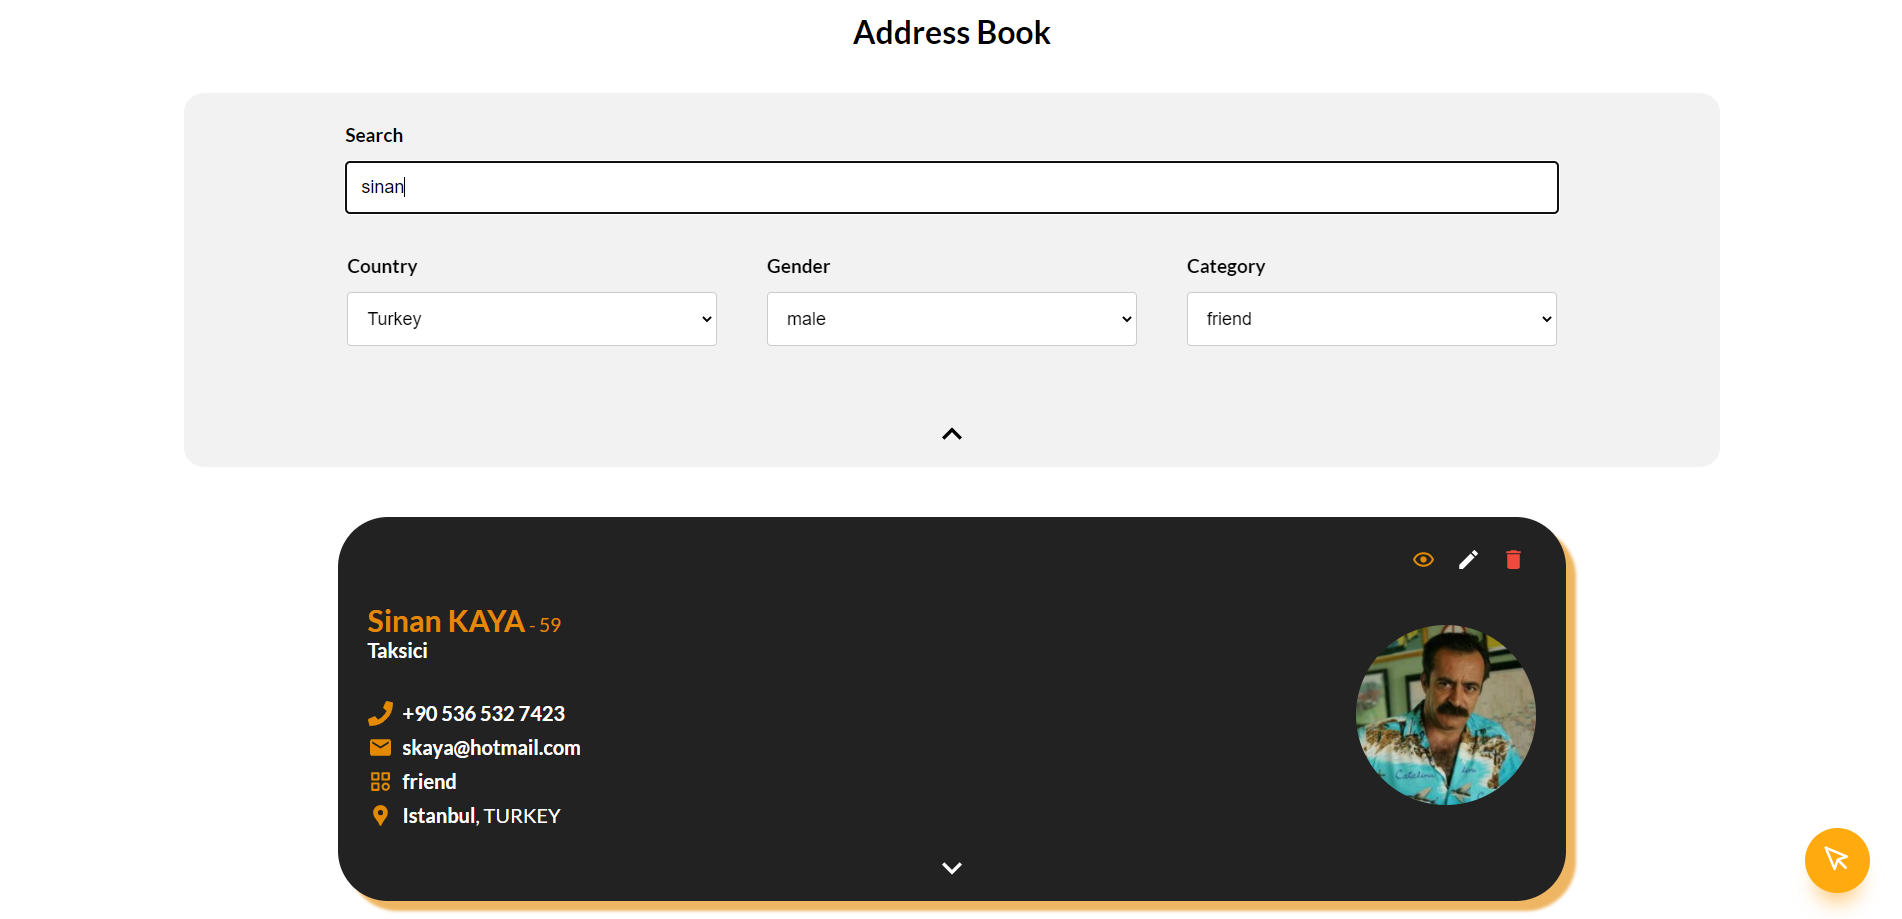 Address Book
Search
sinan
Country
Gender
Category
Turkey
male
friend
Sinan KAYA - 59
Taksici
+90 536 532 7423
skaya@hotmail.com
friend
Istanbul, TURKEY